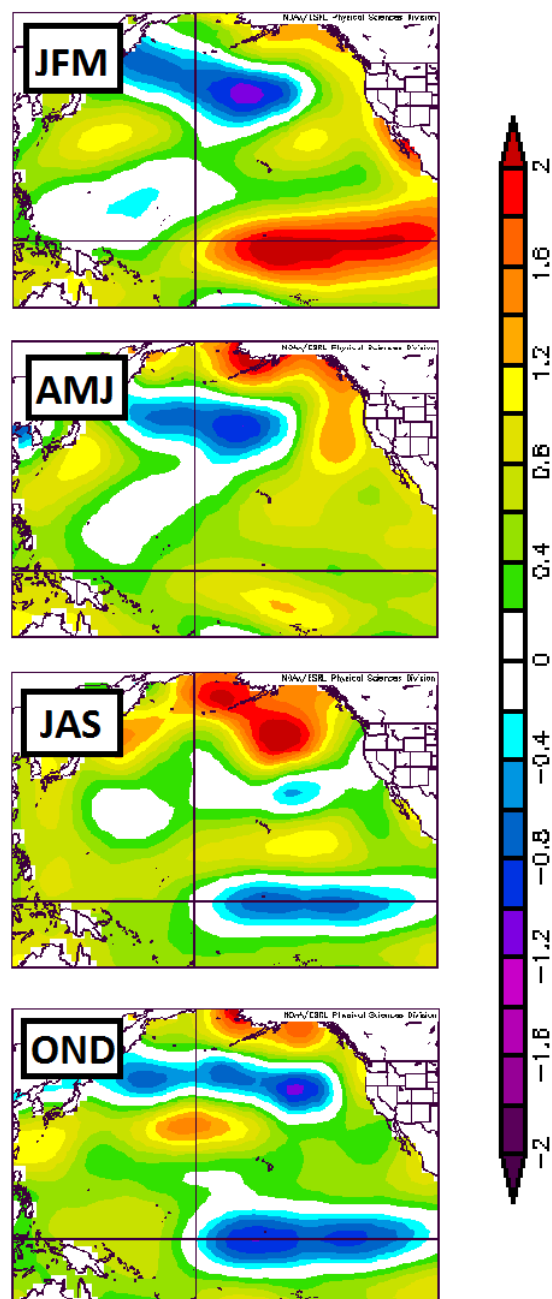 NOAA/ESRL Physical Sciences Division
JFM
NOAA/ESRL Physical Sciences Division
AMJ
NOAA/ESRL Physical Sciences Division
JAS
NOAA/ESRL Physical Sciences Division
OND
2
1.6
1.2
0.8
0.4
0
-0.4
-0.8
-1.2
-1.6
-2